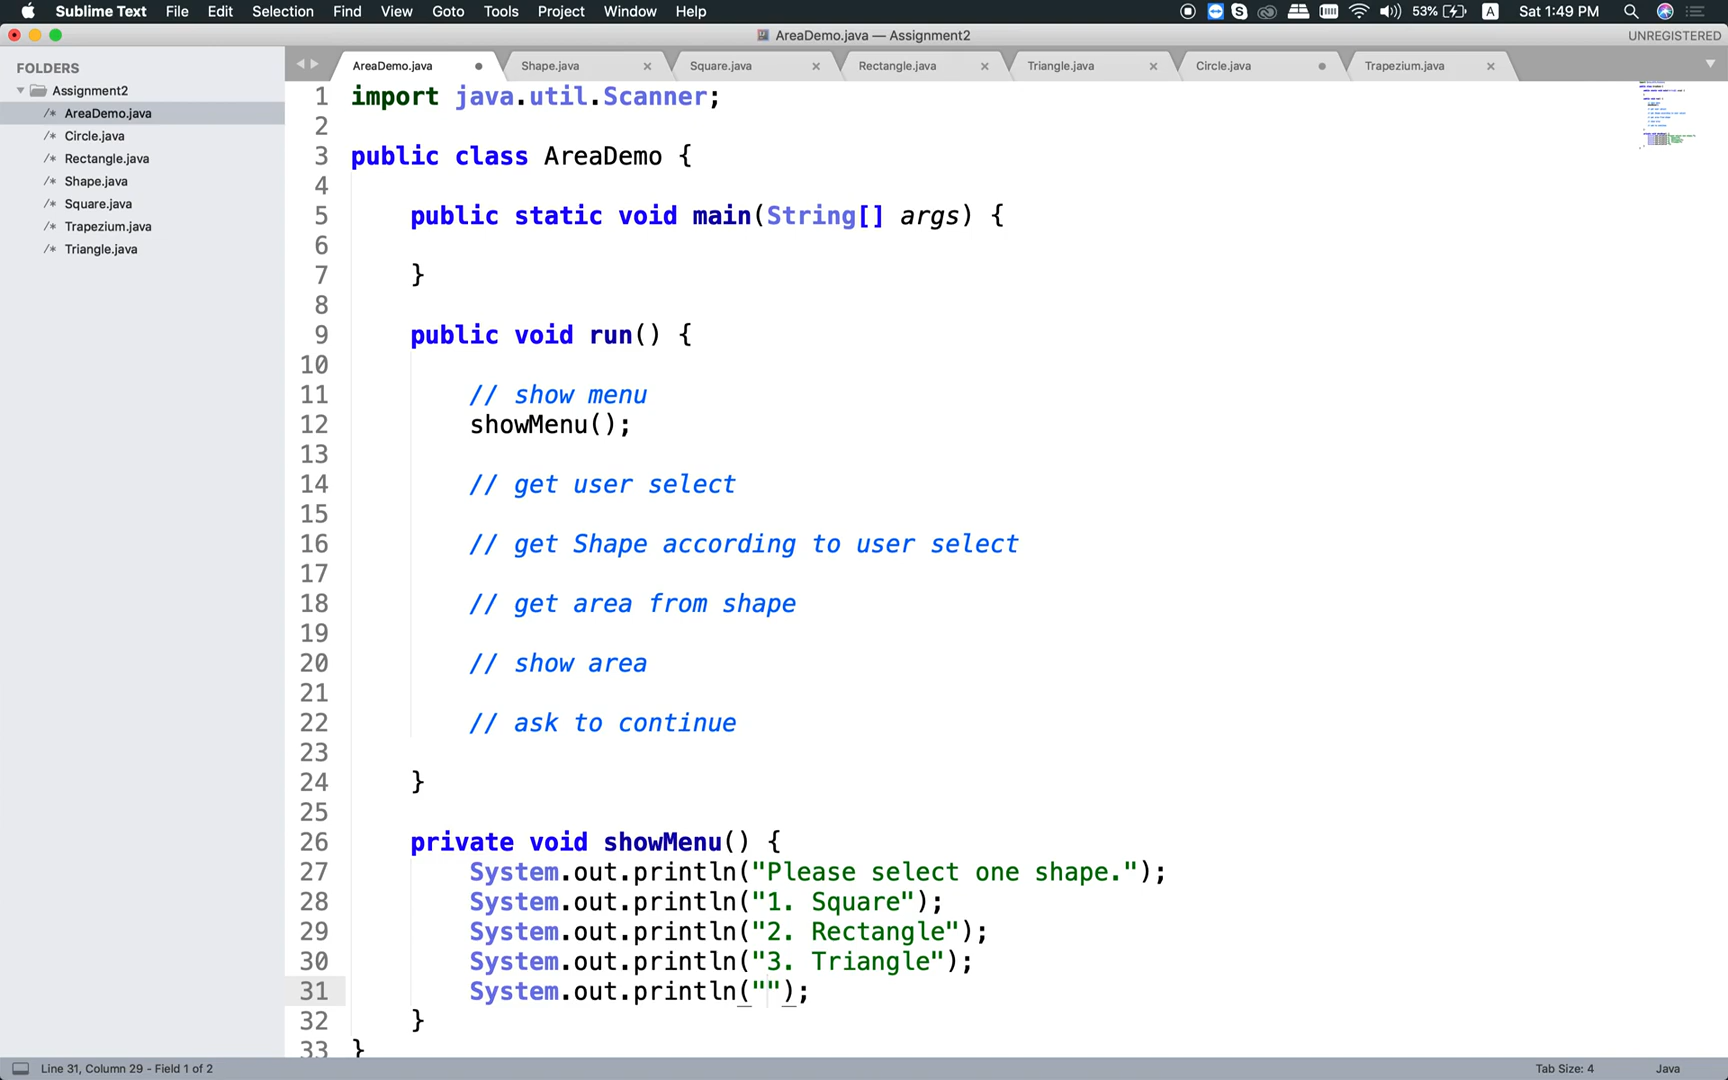 Sublime Text File Edit Selection Find View Goto Tools Project Window Help 53% A Sat 1:49 PM
AreaDemo.java — Assignment2 UNREGISTERED
FOLDERS
Assignment2
/* AreaDemo.java
/* Circle.java
/* Rectangle.java
/* Shape.java
/* Square.java
/* Trapezium.java
/* Triangle.java
AreaDemo.java Shape.java Square.java Rectangle.java Triangle.java Circle.java Trapezium.java
1 import java.util.Scanner;
2
3 public class AreaDemo {
4
5 public static void main(String[] args) {
6
7 }
8
9 public void run() {
10
11 // show menu
12 showMenu();
13
14 // get user select
15
16 // get Shape according to user select
17
18 // get area from shape
19
20 // show area
21
22 // ask to continue
23
24 }
25
26 private void showMenu() {
27 System.out.println("Please select one shape.");
28 System.out.println("1. Square");
29 System.out.println("2. Rectangle");
30 System.out.println("3. Triangle");
31 System.out.println("");
32 }
33 }
Line 31, Column 29 - Field 1 of 2 Tab Size: 4 Java